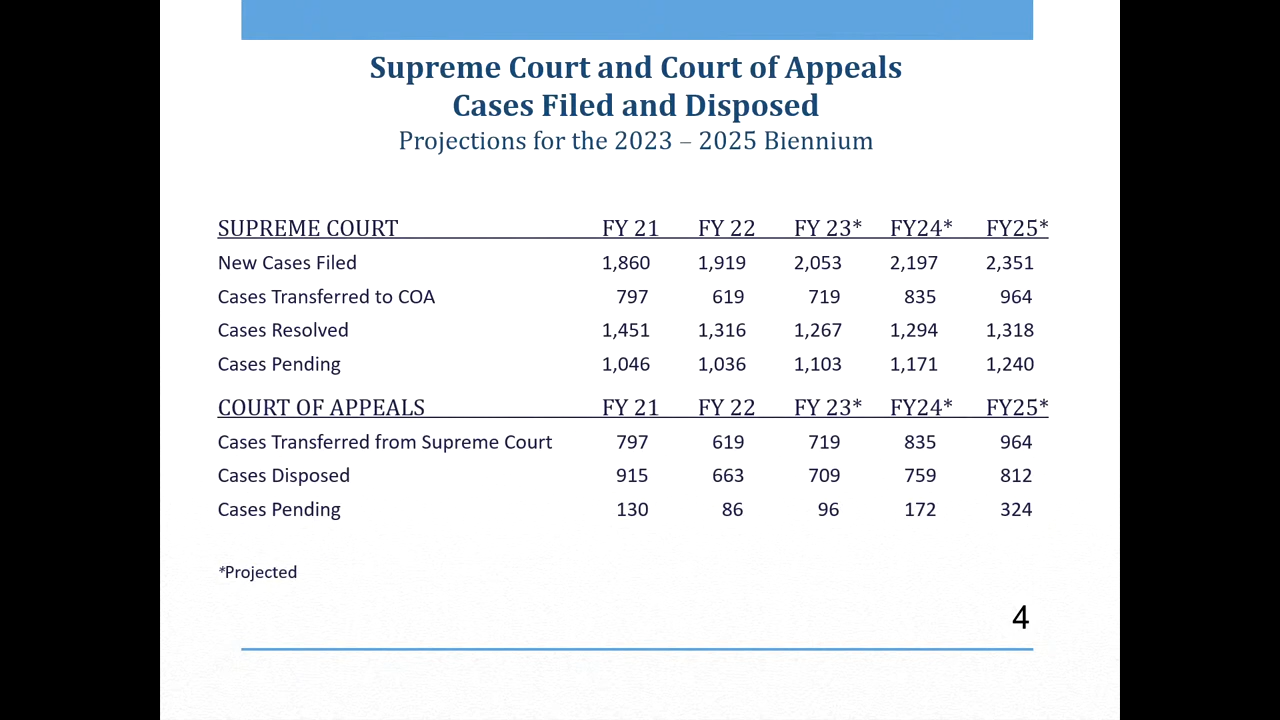 Supreme Court and Court of Appeals
Cases Filed and Disposed
Projections for the 2023 – 2025 Biennium
SUPREME COURT FY 21 FY 22 FY 23* FY24* FY25*
New Cases Filed 1,860 1,919 2,053 2,197 2,351
Cases Transferred to COA 797 619 719 835 964
Cases Resolved 1,451 1,316 1,267 1,294 1,318
Cases Pending 1,046 1,036 1,103 1,171 1,240
COURT OF APPEALS FY 21 FY 22 FY 23* FY24* FY25*
Cases Transferred from Supreme Court 797 619 719 835 964
Cases Disposed 915 663 709 759 812
Cases Pending 130 86 96 172 324
*Projected
4